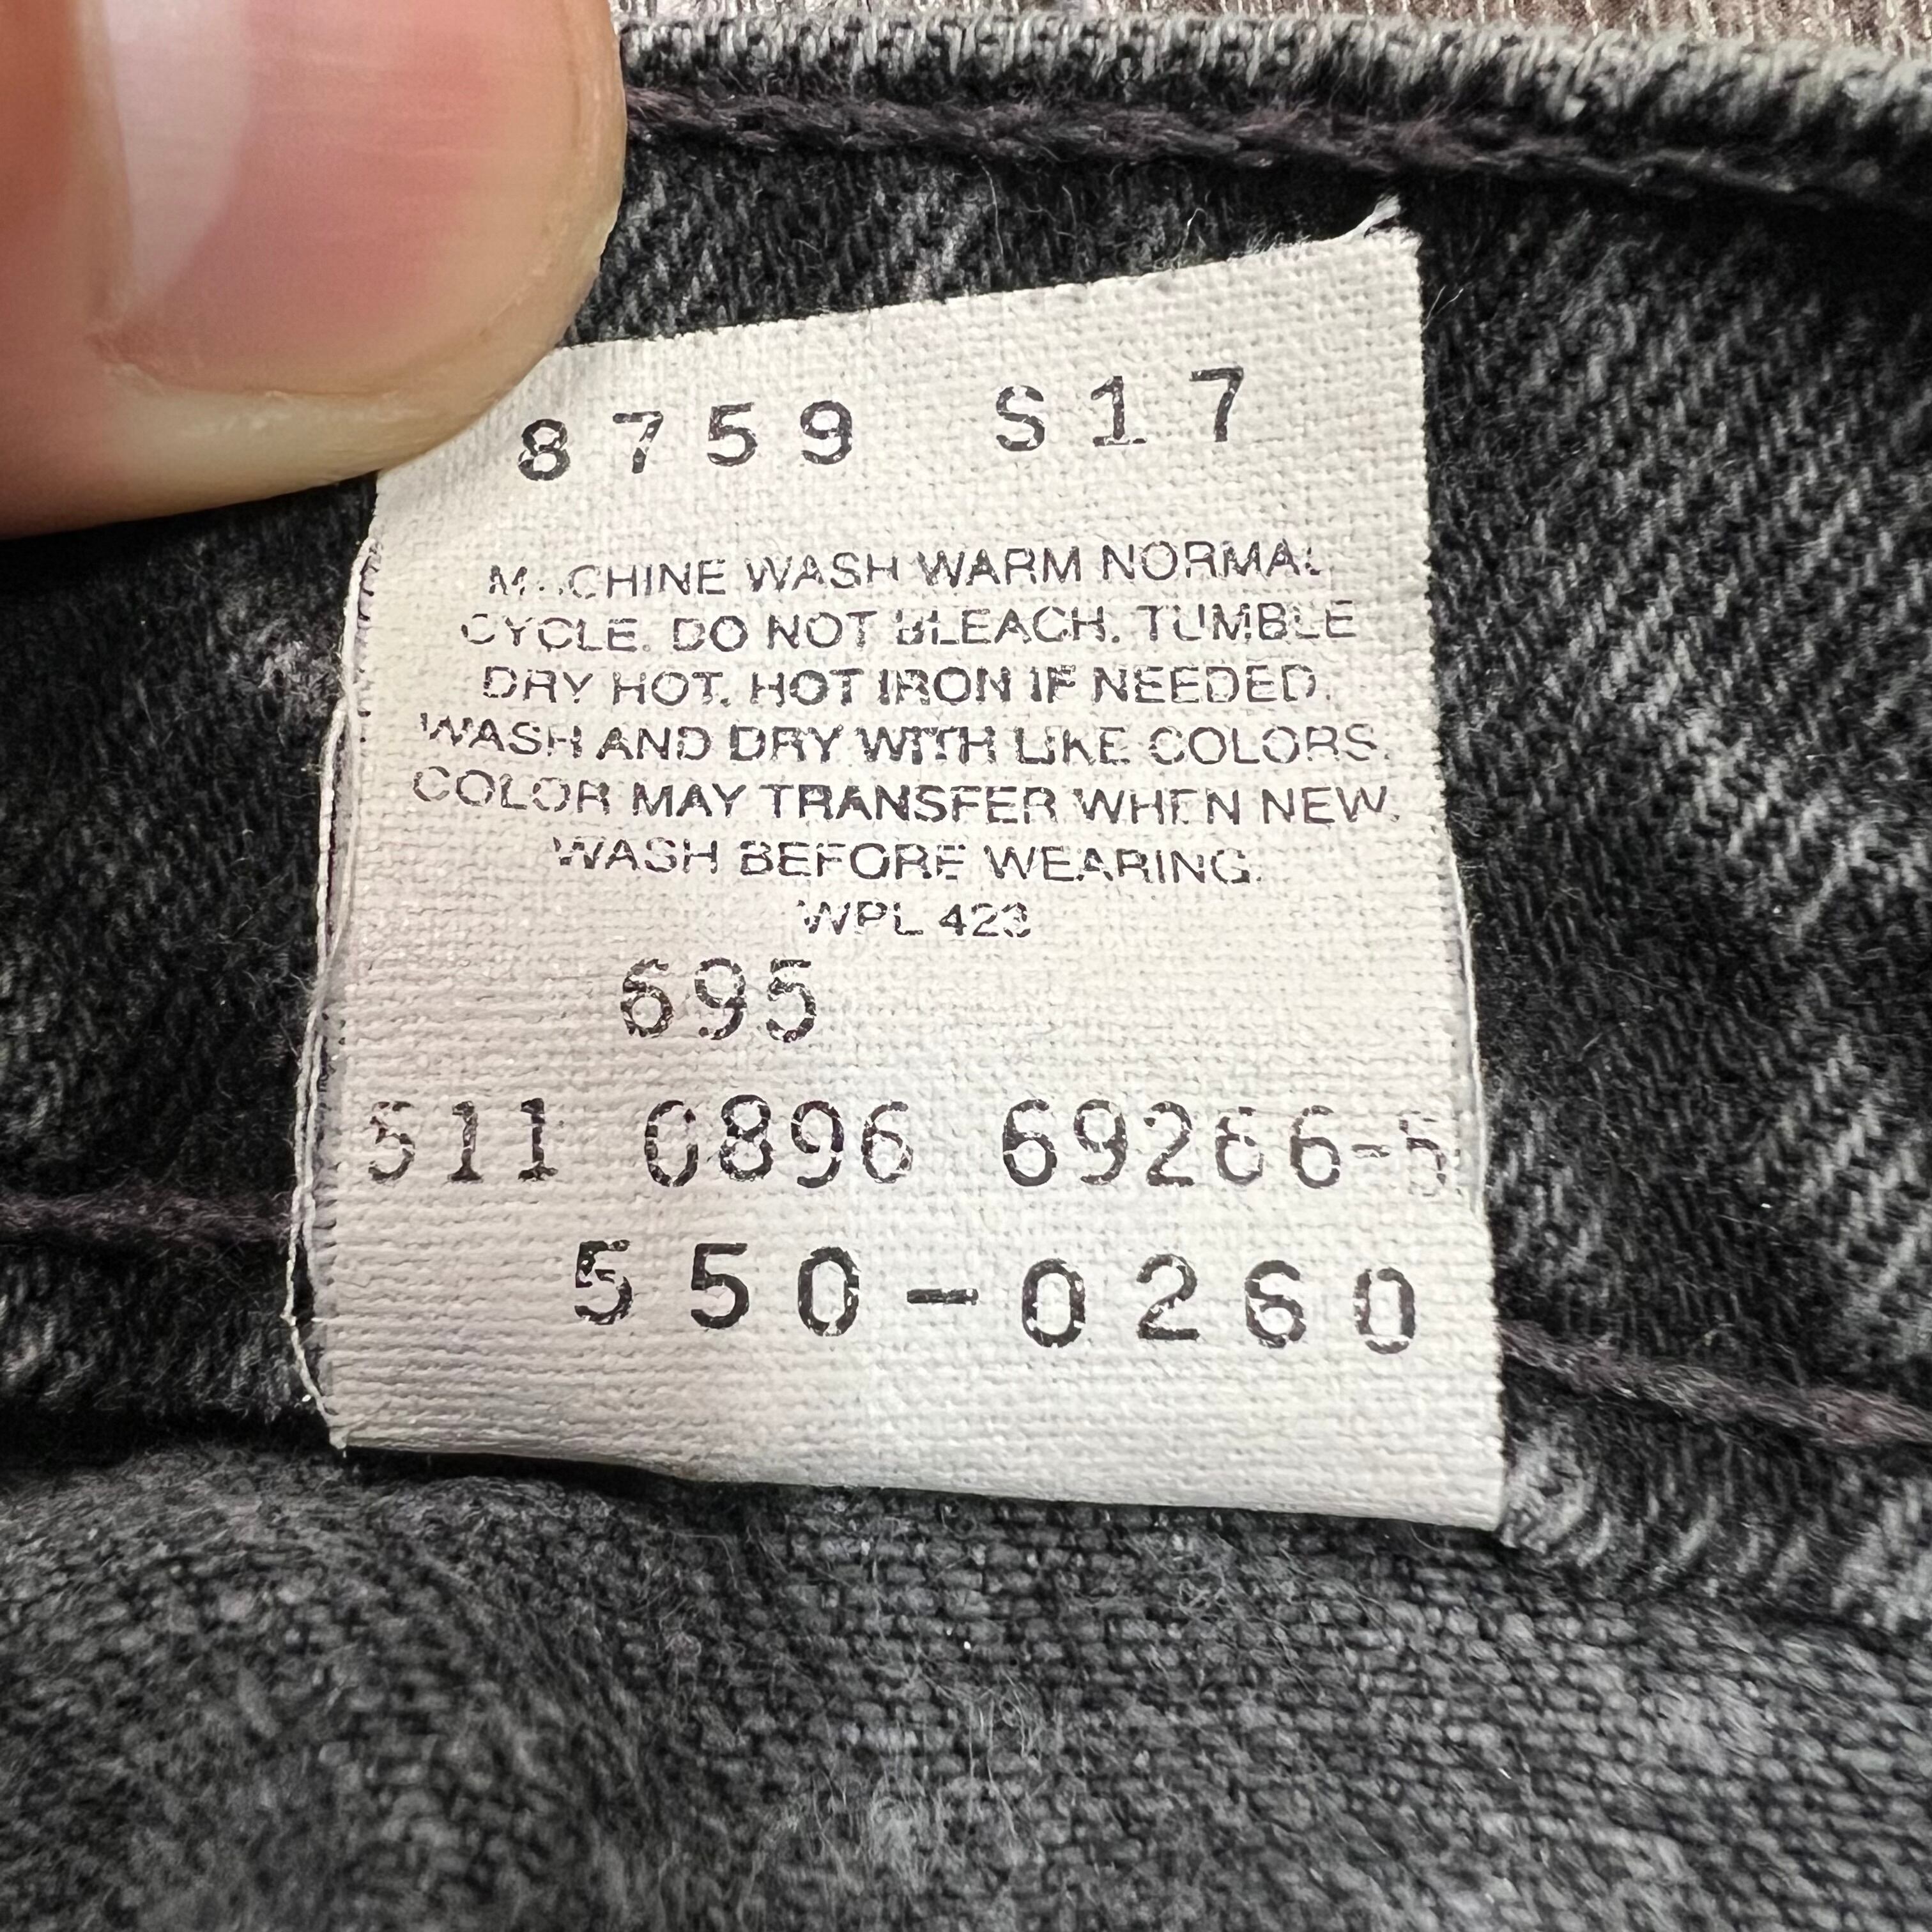 8759 S17
MACHINE WASH WARM NORMAL
CYCLE. DO NOT BLEACH. TUMBLE
DRY HOT. HOT IRON IF NEEDED.
WASH AND DRY WITH LIKE COLORS.
COLOR MAY TRANSFER WHEN NEW.
WASH BEFORE WEARING.
WPL 423
695
511 0896 69266-5
550-0260